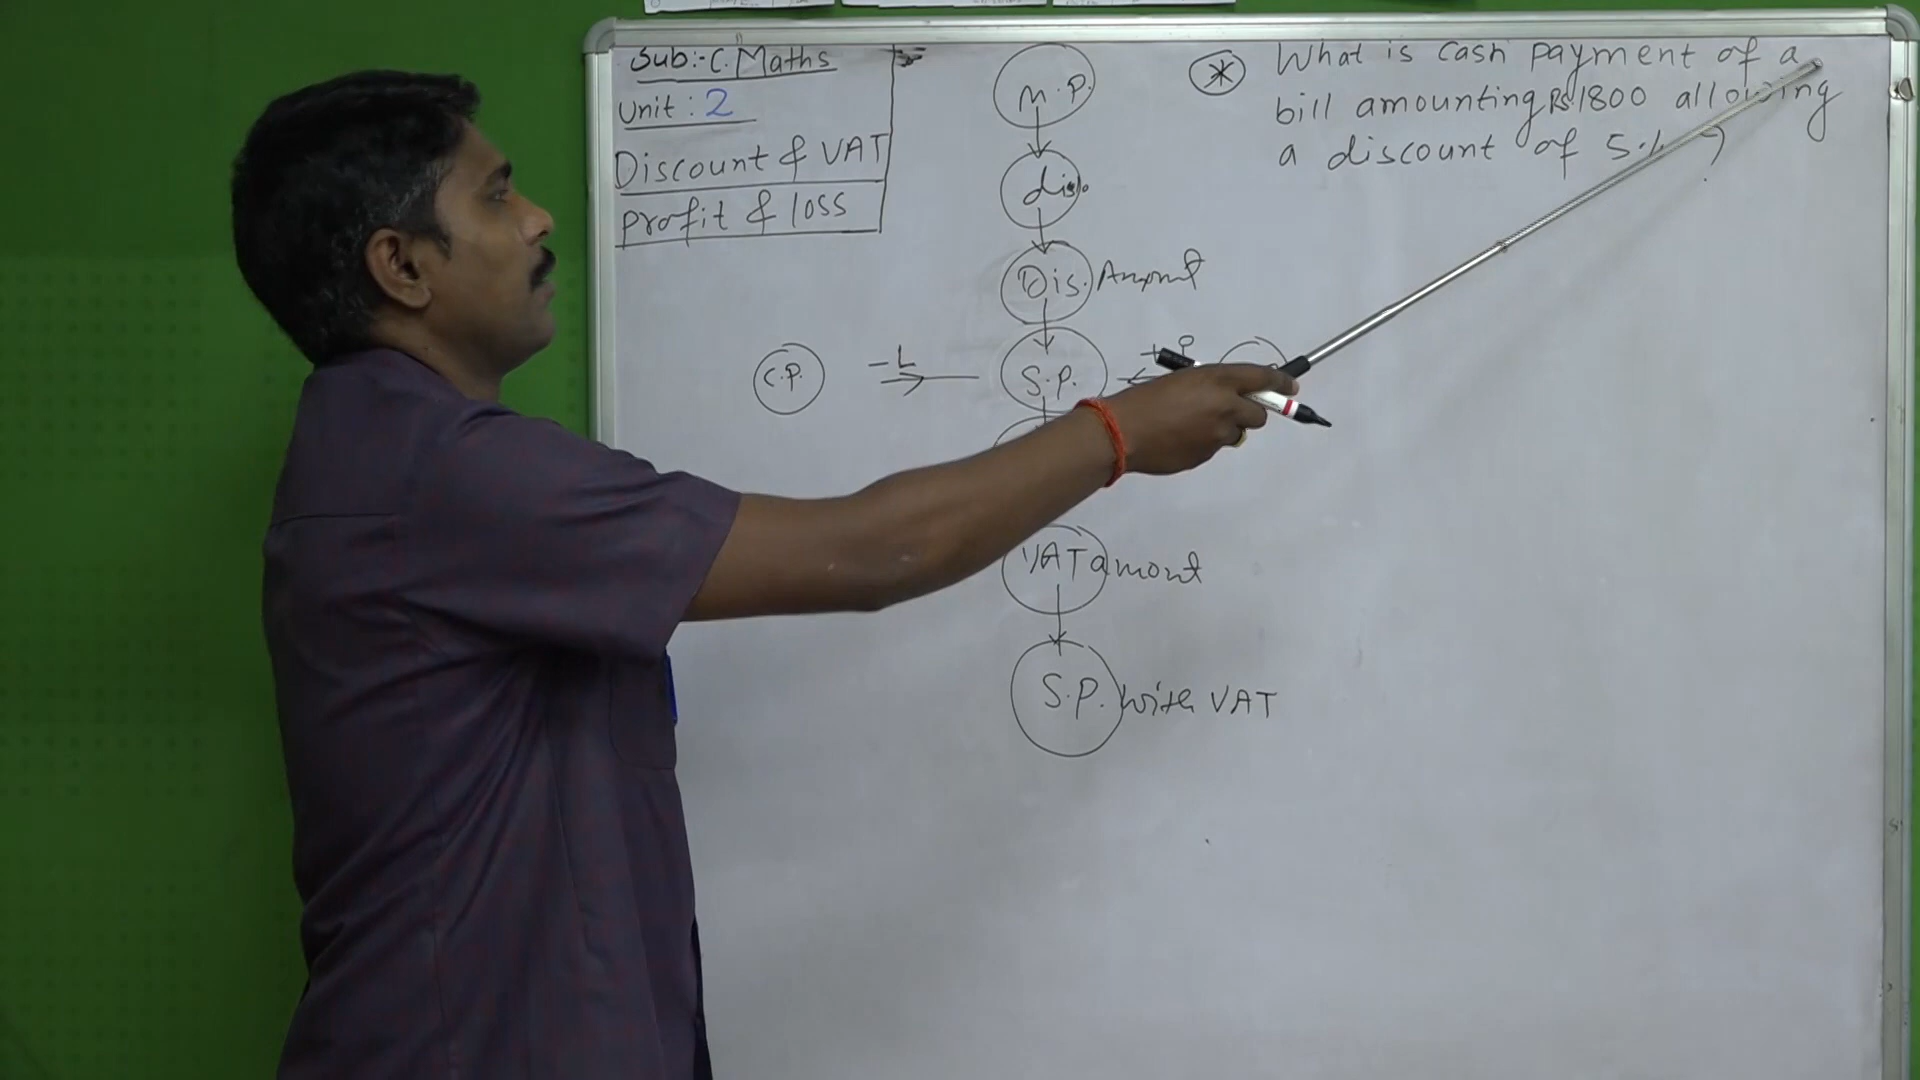 Sub:- C. Maths
Unit : 2
Discount & VAT
Profit & loss
M.P.
dis%
Dis. Amount
C.P.
- L
S.P.
+ P
VAT amont
S.P. with VAT
* What is cash payment of a
bill amounting Rs.1800 allowing
a discount of 5% ?